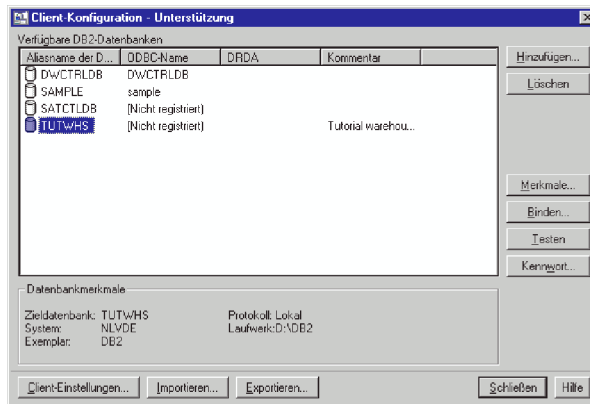 Client-Konfiguration - Unterstützung
Verfügbare DB2-Datenbanken
Aliasname der D... ODBC-Name DRDA Kommentar
DWCTRLDB DWCTRLDB
SAMPLE sample
SATCTLDB (Nicht registriert)
TUTWHS (Nicht registriert) Tutorial warehou...
Hinzufügen...
Löschen
Merkmale...
Binden...
Testen
Kennwort...
Datenbankmerkmale
Zieldatenbank: TUTWHS Protokoll: Lokal
System: NLVDE Laufwerk:D:\DB2
Exemplar: DB2
Client-Einstellungen... Importieren... Exportieren... Schließen Hilfe